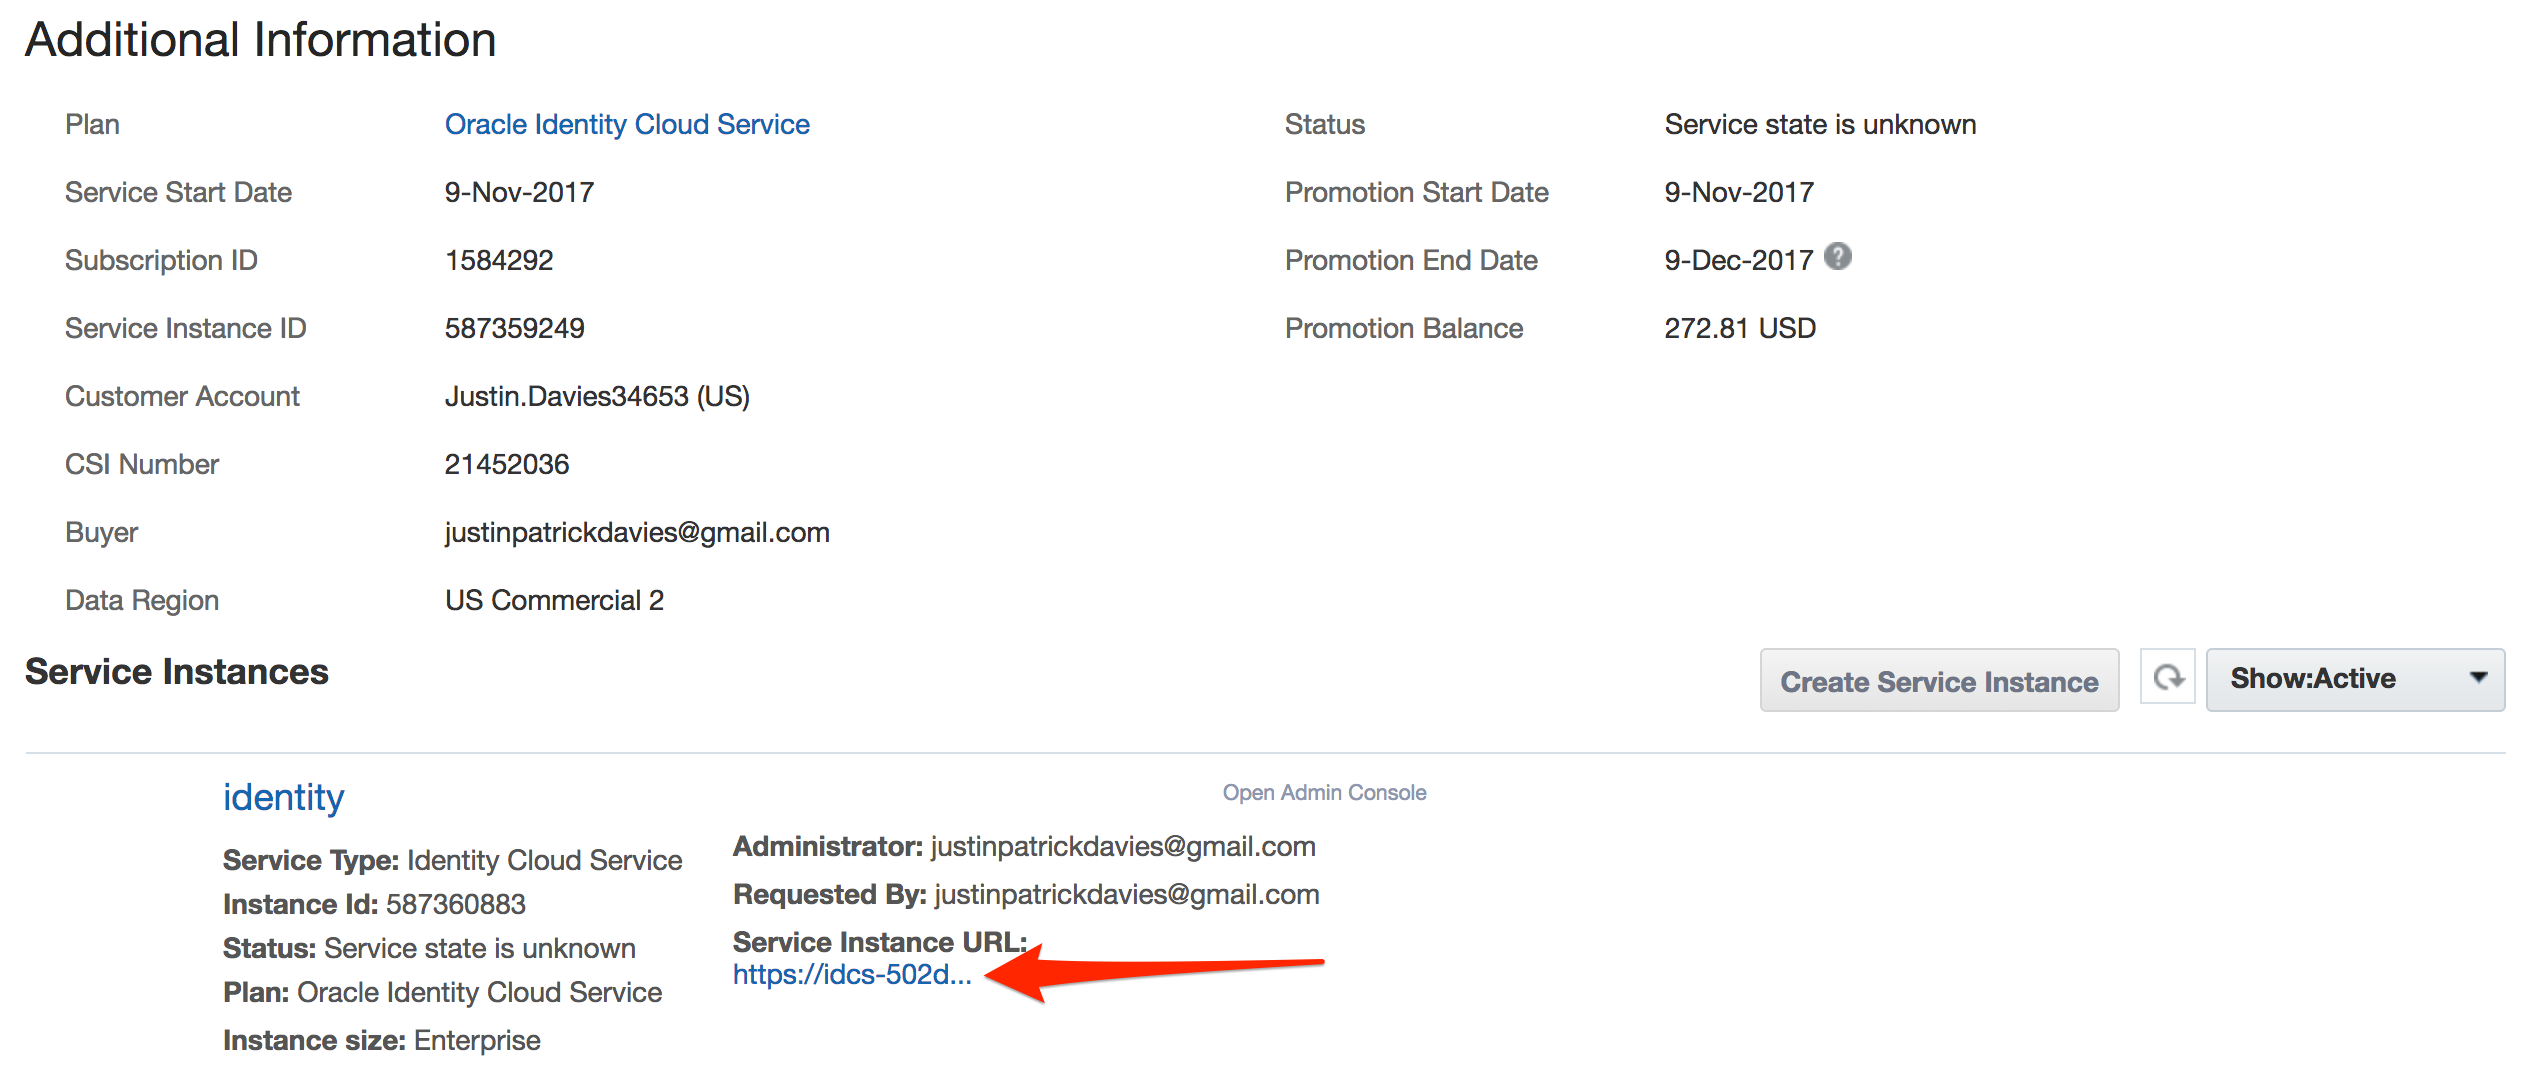 Additional Information
Plan Oracle Identity Cloud Service Status Service state is unknown
Service Start Date 9-Nov-2017 Promotion Start Date 9-Nov-2017
Subscription ID 1584292 Promotion End Date 9-Dec-2017 ?
Service Instance ID 587359249 Promotion Balance 272.81 USD
Customer Account Justin.Davies34653 (US)
CSI Number 21452036
Buyer justinpatrickdavies@gmail.com
Data Region US Commercial 2
Service Instances Create Service Instance Show:Active
identity Open Admin Console
Service Type: Identity Cloud Service
Instance Id: 587360883
Status: Service state is unknown
Plan: Oracle Identity Cloud Service
Instance size: Enterprise
Administrator: justinpatrickdavies@gmail.com
Requested By: justinpatrickdavies@gmail.com
Service Instance URL:
https://idcs-502d...